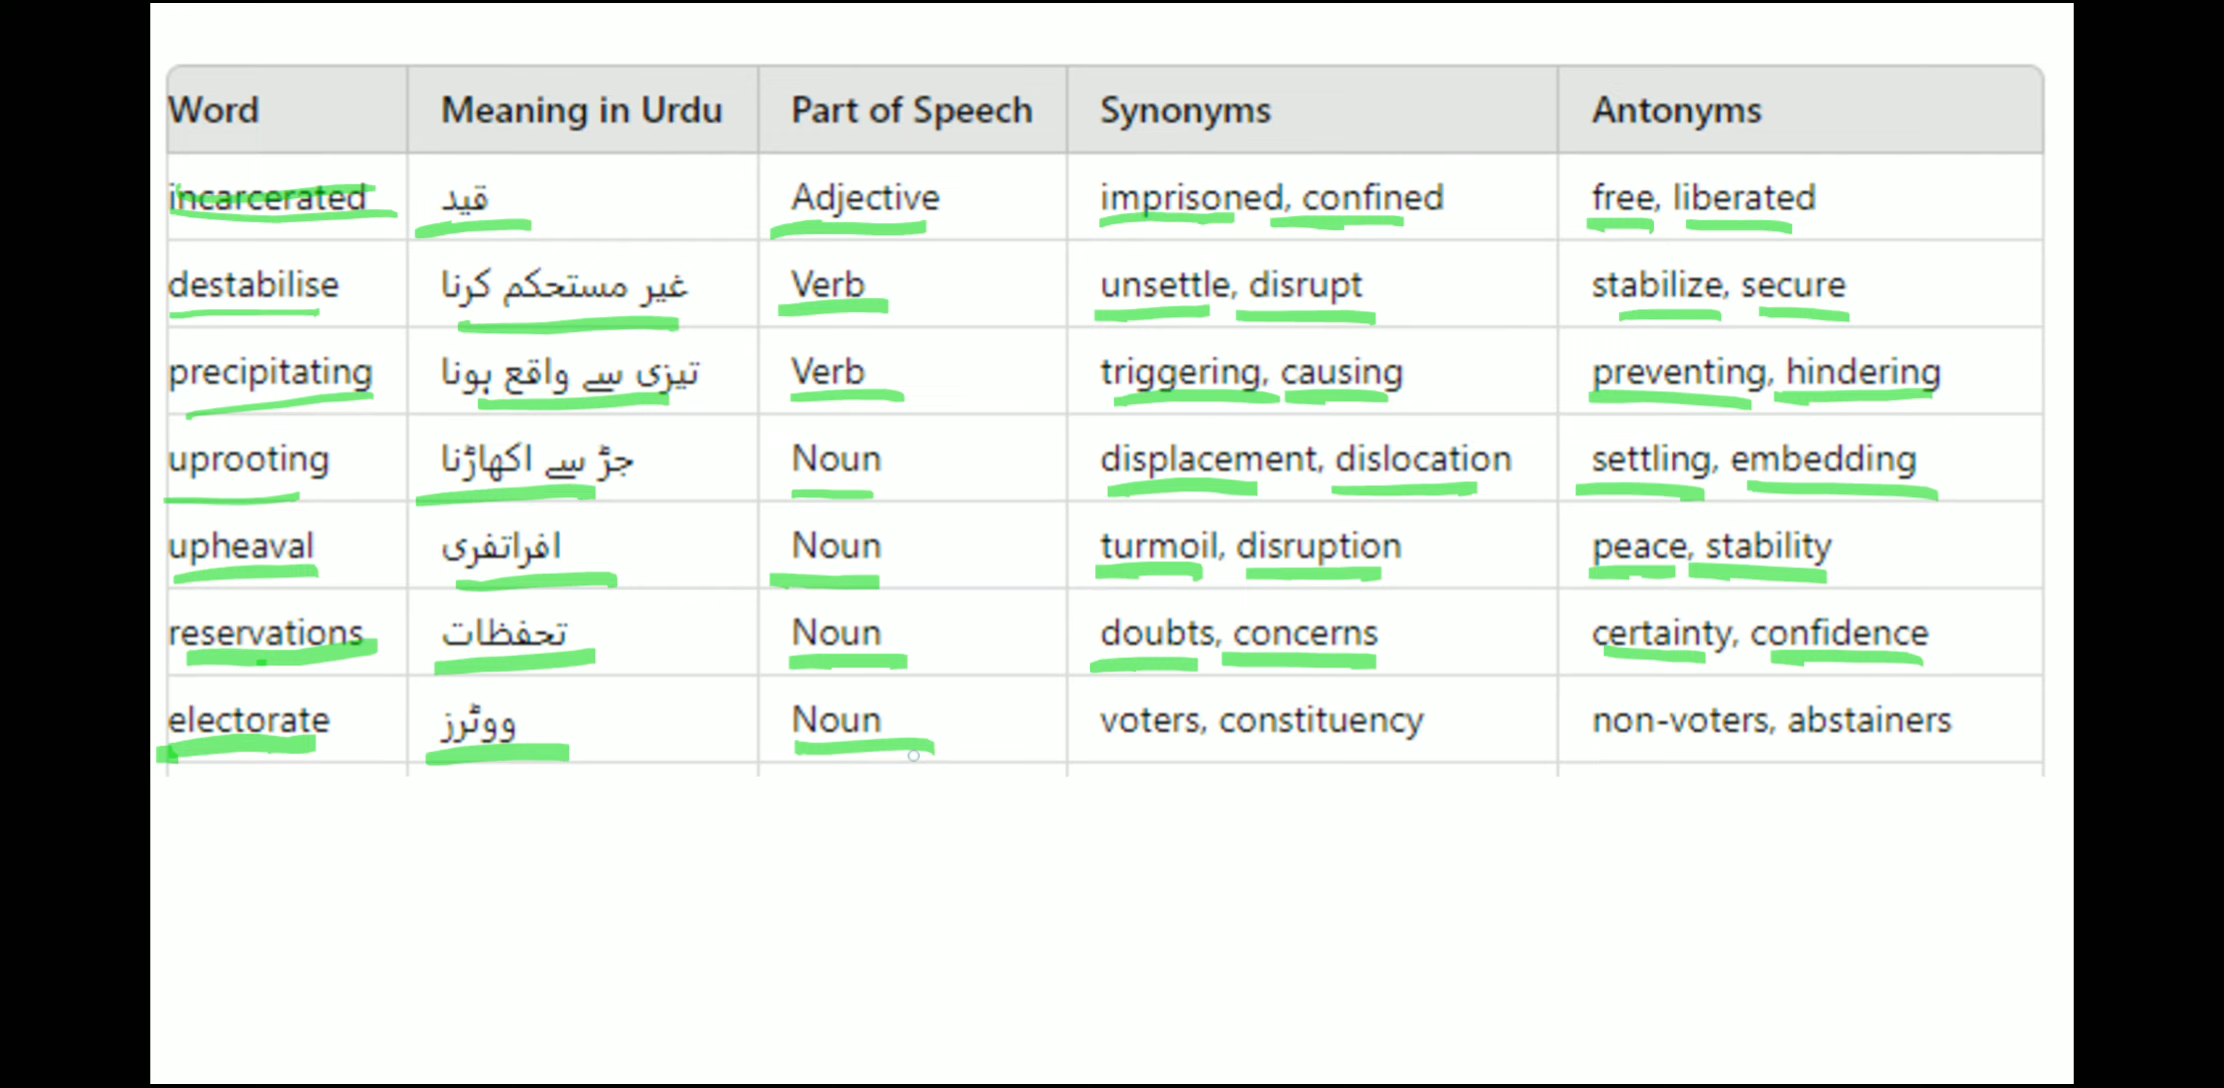 Word Meaning in Urdu Part of Speech Synonyms Antonyms
incarcerated قید Adjective imprisoned, confined free, liberated
destabilise غیر مستحکم کرنا Verb unsettle, disrupt stabilize, secure
precipitating تیزی سے واقع ہونا Verb triggering, causing preventing, hindering
uprooting جڑ سے اکھاڑنا Noun displacement, dislocation settling, embedding
upheaval افراتفری Noun turmoil, disruption peace, stability
reservations تحفظات Noun doubts, concerns certainty, confidence
electorate ووٹرز Noun voters, constituency non-voters, abstainers